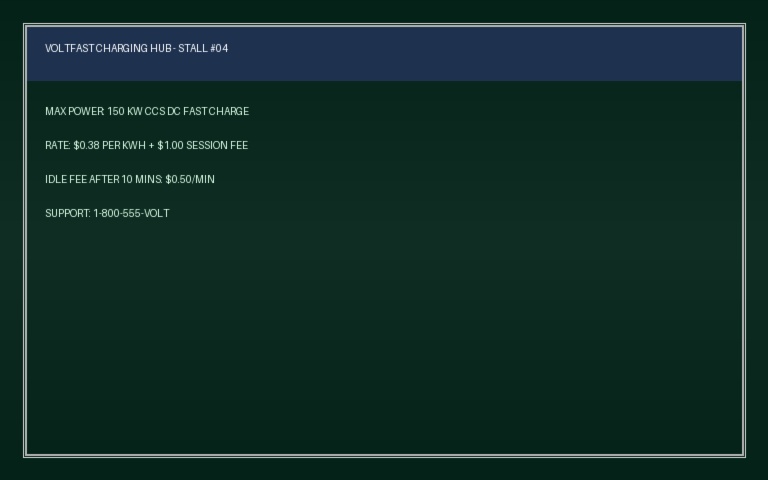 VOLTFAST CHARGING HUB - STALL #04
MAX POWER: 150 KW CCS DC FAST CHARGE
RATE: $0.38 PER KWH + $1.00 SESSION FEE
IDLE FEE AFTER 10 MINS: $0.50/MIN
SUPPORT: 1-800-555-VOLT